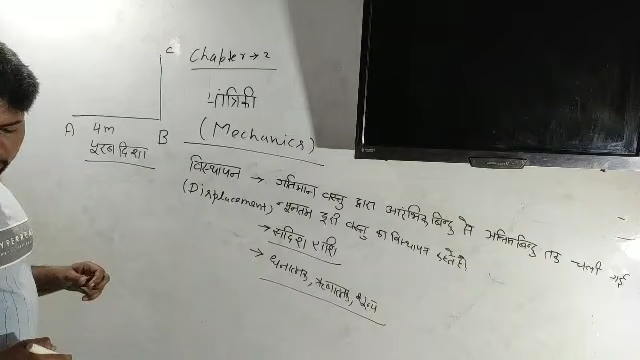 Chapter → 2
यांत्रिकी
(Mechanics)
C
A
4m
B
पूरब दिशा
विस्थापन → गतिमान वस्तु द्वारा आरंभिक बिन्दु से अन्तिम बिन्दु तक चली गई
(Displacement) न्यूनतम दूरी वस्तु का विस्थापन कहते हैं।
→ सदिश राशि
→ धनात्मक, ऋणात्मक, शून्य